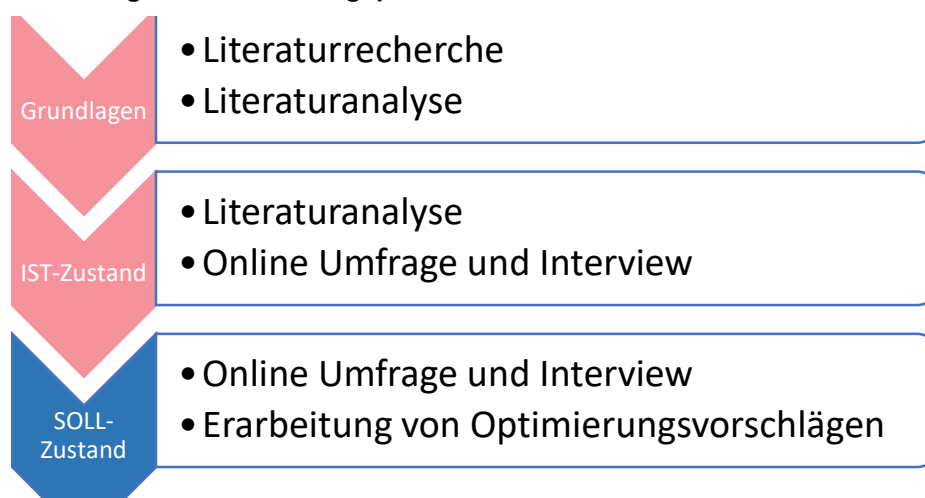 Grundlagen
• Literaturrecherche
• Literaturanalyse
IST-Zustand
• Literaturanalyse
• Online Umfrage und Interview
SOLL-
Zustand
• Online Umfrage und Interview
• Erarbeitung von Optimierungsvorschlägen